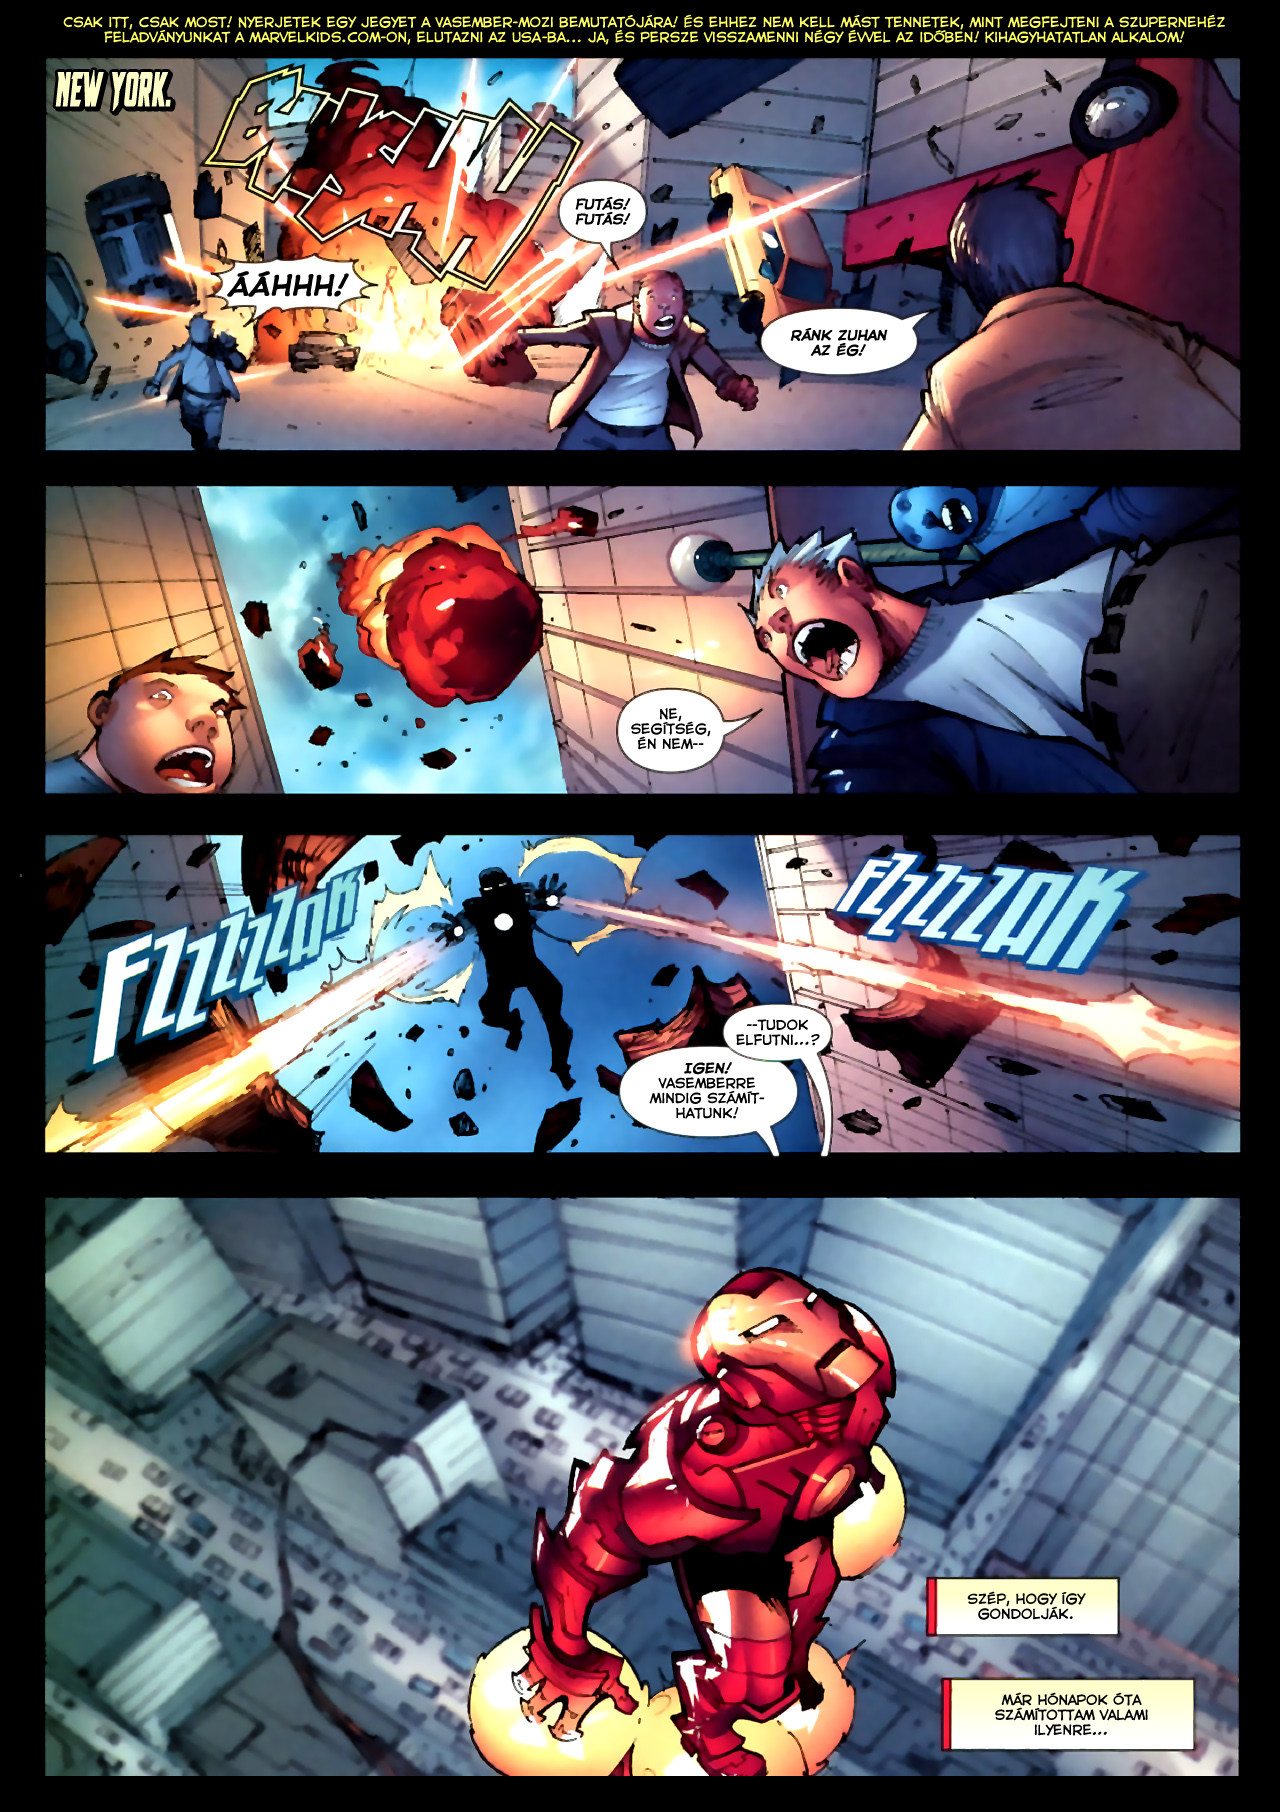 CSAK ITT, CSAK MOST! NYERJETEK EGY JEGYET A VASEMBER-MOZI BEMUTATÓJÁRA! ÉS EHHEZ NEM KELL MÁST TENNETEK, MINT MEGFEJTENI A SZUPERNEHÉZ
FELADVÁNYUNKAT A MARVELKIDS.COM-ON, ELUTAZNI AZ USA-BA... JA, ÉS PERSZE VISSZAMENNI NÉGY ÉVVEL AZ IDŐBEN! KIHAGYHATATLAN ALKALOM!
NEW YORK.
ÁÁHHH!
FUTÁS!
FUTÁS!
RÁNK ZUHAN
AZ ÉG!
NE,
SEGÍTSÉG,
ÉN NEM--
FZZZZZAK
FZZZZZAK
--TUDOK
ELFUTNI...?
IGEN!
VASEMBERRE
MINDIG SZÁMÍT-
HATUNK!
SZÉP, HOGY ÍGY
GONDOLJÁK.
MÁR HÓNAPOK ÓTA
SZÁMÍTOTTAM VALAMI
ILYENRE...